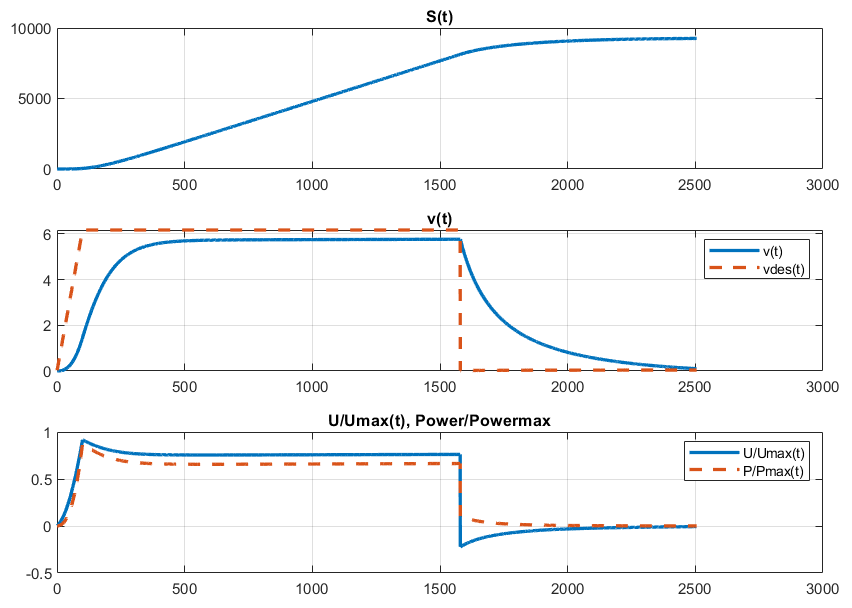 S(t)
10000
5000
0
0 500 1000 1500 2000 2500 3000
v(t)
6
4
2
0
v(t)
vdes(t)
0 500 1000 1500 2000 2500 3000
U/Umax(t), Power/Powermax
1
0.5
0
-0.5
U/Umax(t)
P/Pmax(t)
0 500 1000 1500 2000 2500 3000